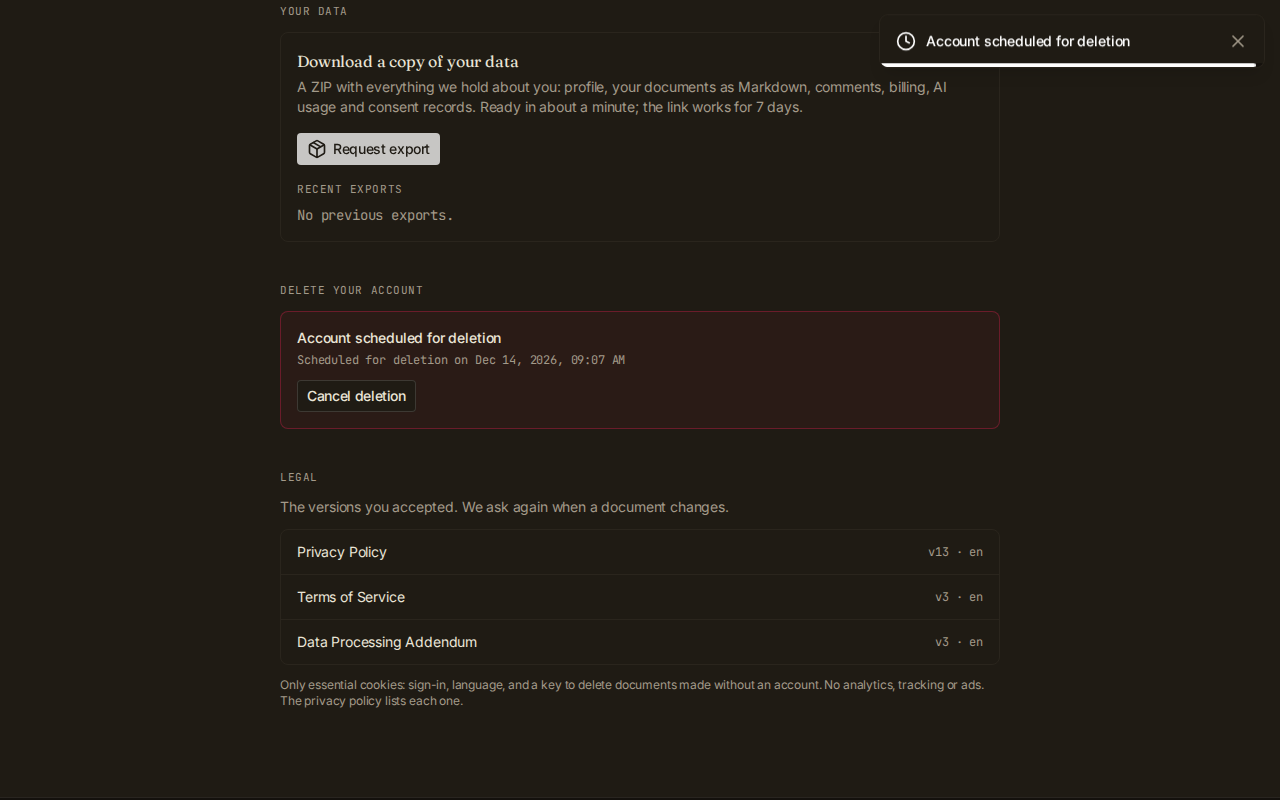 YOUR DATA
Account scheduled for deletion
Download a copy of your data
A ZIP with everything we hold about you: profile, your documents as Markdown, comments, billing, AI
usage and consent records. Ready in about a minute; the link works for 7 days.
Request export
RECENT EXPORTS
No previous exports.
DELETE YOUR ACCOUNT
Account scheduled for deletion
Scheduled for deletion on Dec 14, 2026, 09:07 AM
Cancel deletion
LEGAL
The versions you accepted. We ask again when a document changes.
Privacy Policy v13 · en
Terms of Service v3 · en
Data Processing Addendum v3 · en
Only essential cookies: sign-in, language, and a key to delete documents made without an account. No analytics, tracking or ads.
The privacy policy lists each one.